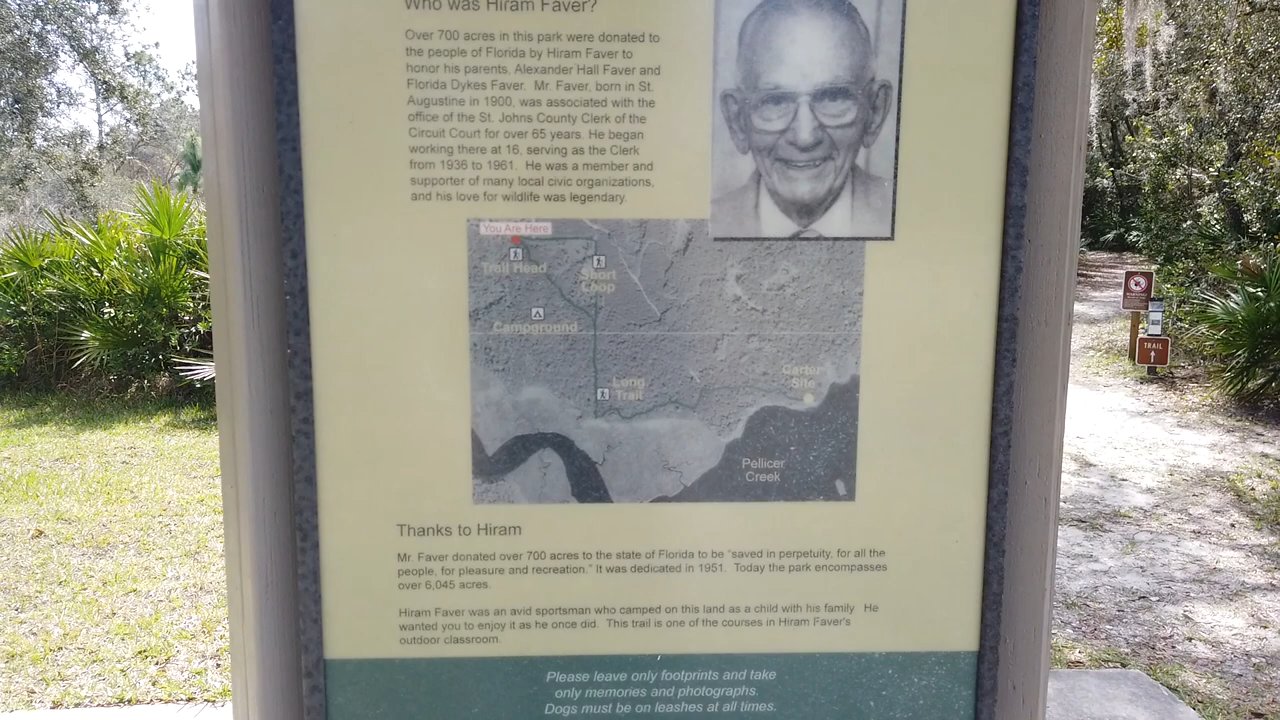 Who was Hiram Faver?
Over 700 acres in this park were donated to
the people of Florida by Hiram Faver to
honor his parents, Alexander Hall Faver and
Florida Dykes Faver. Mr. Faver, born in St.
Augustine in 1900, was associated with the
office of the St. Johns County Clerk of the
Circuit Court for over 65 years. He began
working there at 16, serving as the Clerk
from 1936 to 1961. He was a member and
supporter of many local civic organizations,
and his love for wildlife was legendary.
You Are Here
Trail Head
Short
Loop
Campground
Long
Trail
Carter
Site
Pellicer
Creek
Thanks to Hiram
Mr. Faver donated over 700 acres to the state of Florida to be "saved in perpetuity, for all the
people, for pleasure and recreation." It was dedicated in 1951. Today the park encompasses
over 6,045 acres.
Hiram Faver was an avid sportsman who camped on this land as a child with his family He
wanted you to enjoy it as he once did. This trail is one of the courses in Hiram Faver's
outdoor classroom.
Please leave only footprints and take
only memories and photographs.
Dogs must be on leashes at all times.
WARNING!
TRAIL